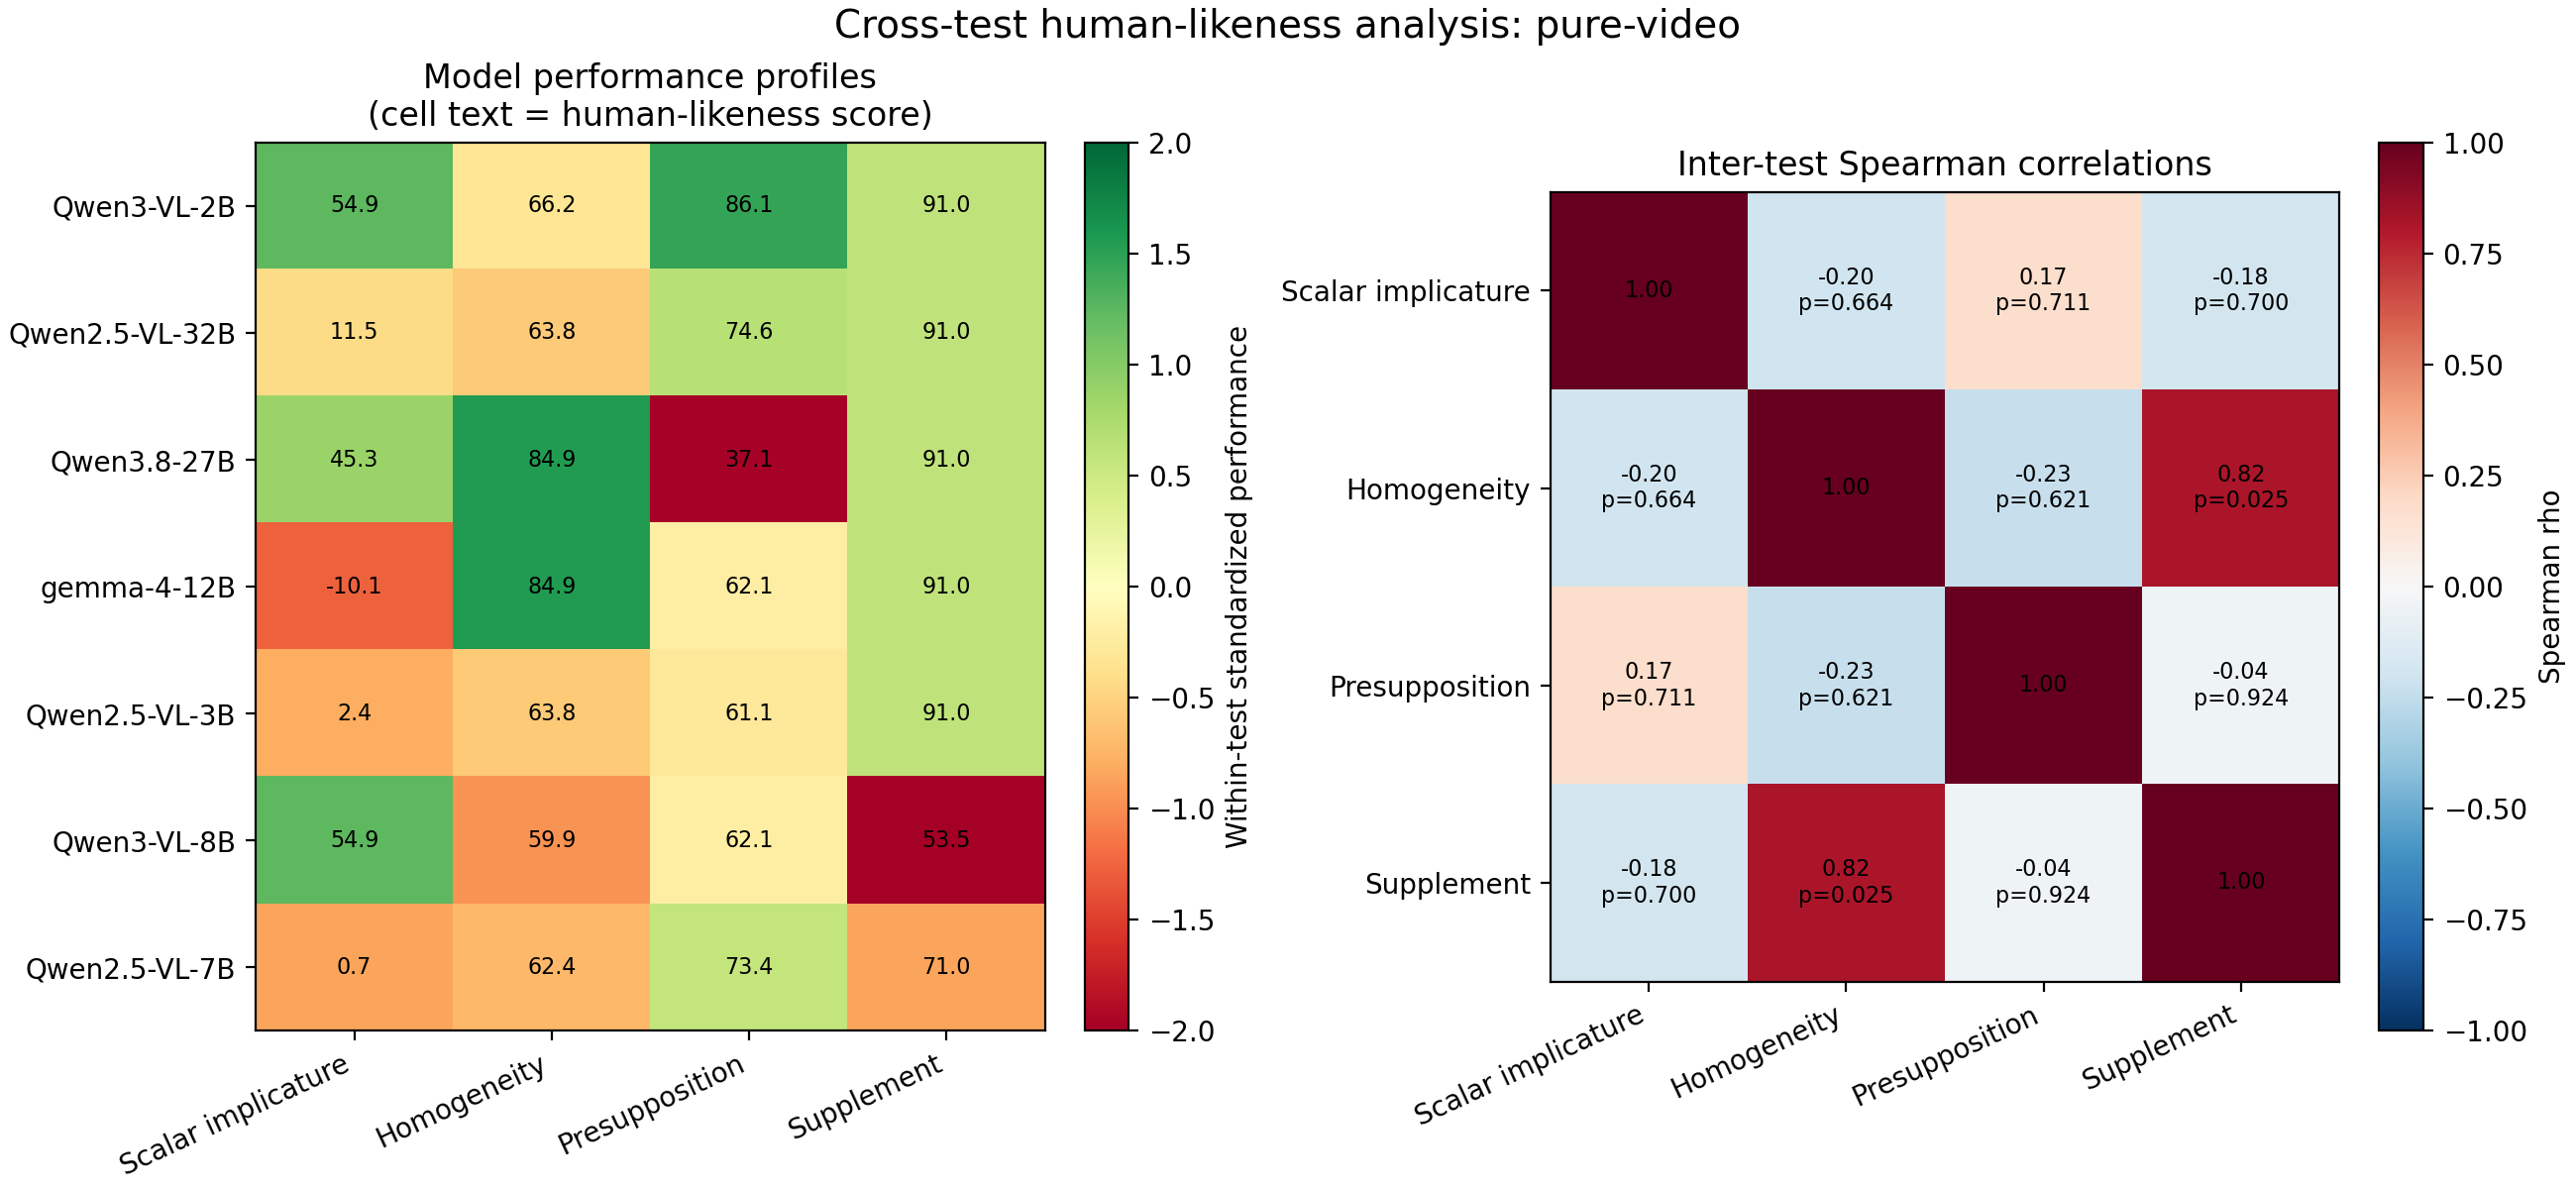 Cross-test human-likeness analysis: pure-video
Model performance profiles
(cell text = human-likeness score)
Qwen3-VL-2B 54.9 66.2 86.1 91.0
Qwen2.5-VL-32B 11.5 63.8 74.6 91.0
Qwen3.8-27B 45.3 84.9 37.1 91.0
gemma-4-12B -10.1 84.9 62.1 91.0
Qwen2.5-VL-3B 2.4 63.8 61.1 91.0
Qwen3-VL-8B 54.9 59.9 62.1 53.5
Qwen2.5-VL-7B 0.7 62.4 73.4 71.0
Scalar implicature
Homogeneity
Presupposition
Supplement
2.0
1.5
1.0
0.5
0.0
−0.5
−1.0
−1.5
−2.0
Within-test standardized performance
Inter-test Spearman correlations
Scalar implicature
1.00
-0.20
p=0.664
0.17
p=0.711
-0.18
p=0.700
Homogeneity
-0.20
p=0.664
1.00
-0.23
p=0.621
0.82
p=0.025
Presupposition
0.17
p=0.711
-0.23
p=0.621
1.00
-0.04
p=0.924
Supplement
-0.18
p=0.700
0.82
p=0.025
-0.04
p=0.924
1.00
Scalar implicature
Homogeneity
Presupposition
Supplement
1.00
0.75
0.50
0.25
0.00
−0.25
−0.50
−0.75
−1.00
Spearman rho